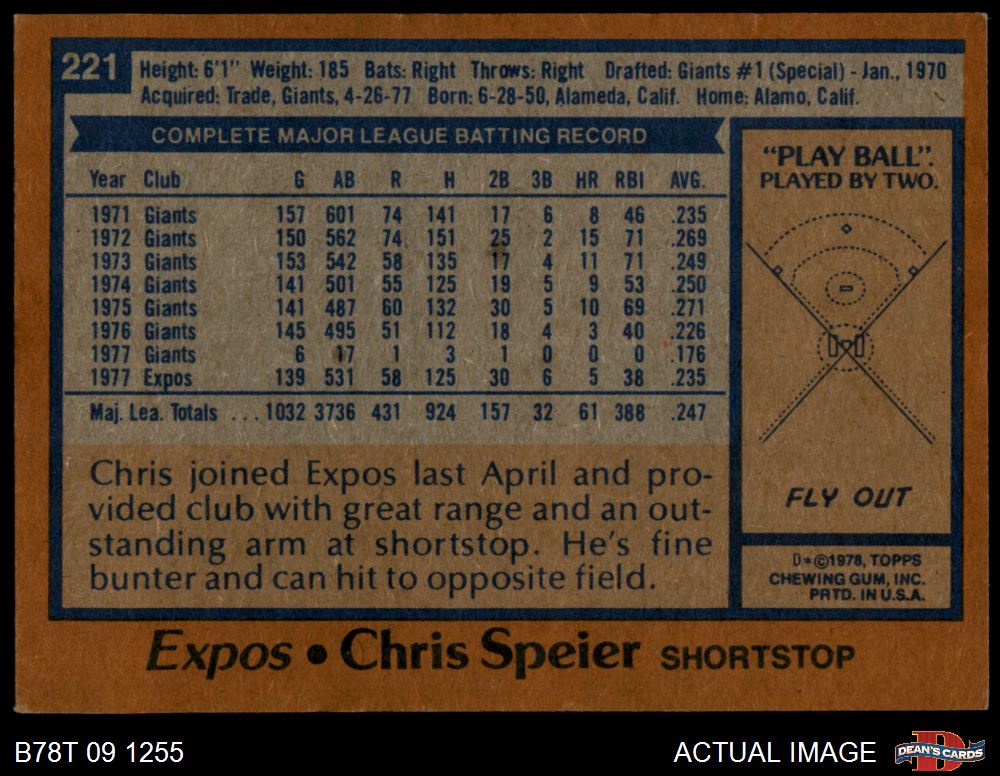 221
Height: 6'1" Weight: 185 Bats: Right Throws: Right Drafted: Giants #1 (Special) - Jan., 1970
Acquired: Trade, Giants, 4-26-77 Born: 6-28-50, Alameda, Calif. Home: Alamo, Calif.
COMPLETE MAJOR LEAGUE BATTING RECORD
Year Club G AB R H 2B 3B HR RBI AVG.
1971 Giants 157 601 74 141 17 6 8 46 .235
1972 Giants 150 562 74 151 25 2 15 71 .269
1973 Giants 153 542 58 135 17 4 11 71 .249
1974 Giants 141 501 55 125 19 5 9 53 .250
1975 Giants 141 487 60 132 30 5 10 69 .271
1976 Giants 145 495 51 112 18 4 3 40 .226
1977 Giants 6 17 1 3 1 0 0 0 .176
1977 Expos 139 531 58 125 30 6 5 38 .235
Maj. Lea. Totals ... 1032 3736 431 924 157 32 61 388 .247
Chris joined Expos last April and pro-
vided club with great range and an out-
standing arm at shortstop. He's fine
bunter and can hit to opposite field.
"PLAY BALL".
PLAYED BY TWO.
FLY OUT
D*©1978, TOPPS
CHEWING GUM, INC.
PRTD. IN U.S.A.
Expos • Chris Speier SHORTSTOP
B78T 09 1255
ACTUAL IMAGE
D
DEAN'S CARDS